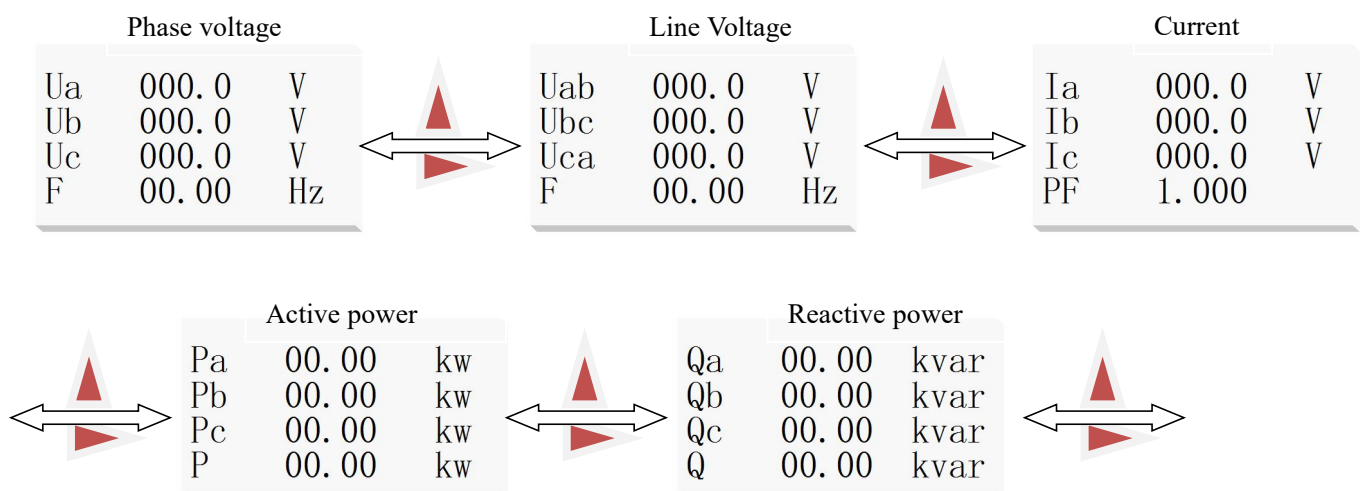 Phase voltage
Ua 000.0 V
Ub 000.0 V
Uc 000.0 V
F 00.00 Hz
Line Voltage
Uab 000.0 V
Ubc 000.0 V
Uca 000.0 V
F 00.00 Hz
Current
Ia 000.0 V
Ib 000.0 V
Ic 000.0 V
PF 1.000
Active power
Pa 00.00 kw
Pb 00.00 kw
Pc 00.00 kw
P 00.00 kw
Reactive power
Qa 00.00 kvar
Qb 00.00 kvar
Qc 00.00 kvar
Q 00.00 kvar